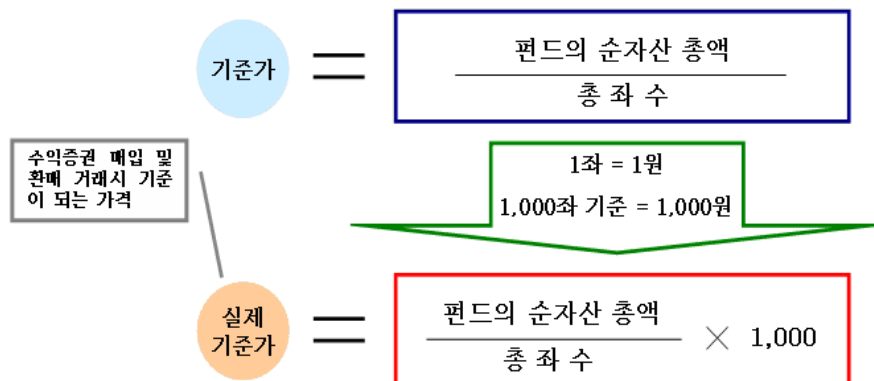 기준가
=
펀드의 순자산 총액
총 좌 수
수익증권 매입 및
환매 거래시 기준
이 되는 가격
1좌 = 1원
1,000좌 기준 = 1,000원
실제
기준가
=
펀드의 순자산 총액
총 좌 수
× 1,000